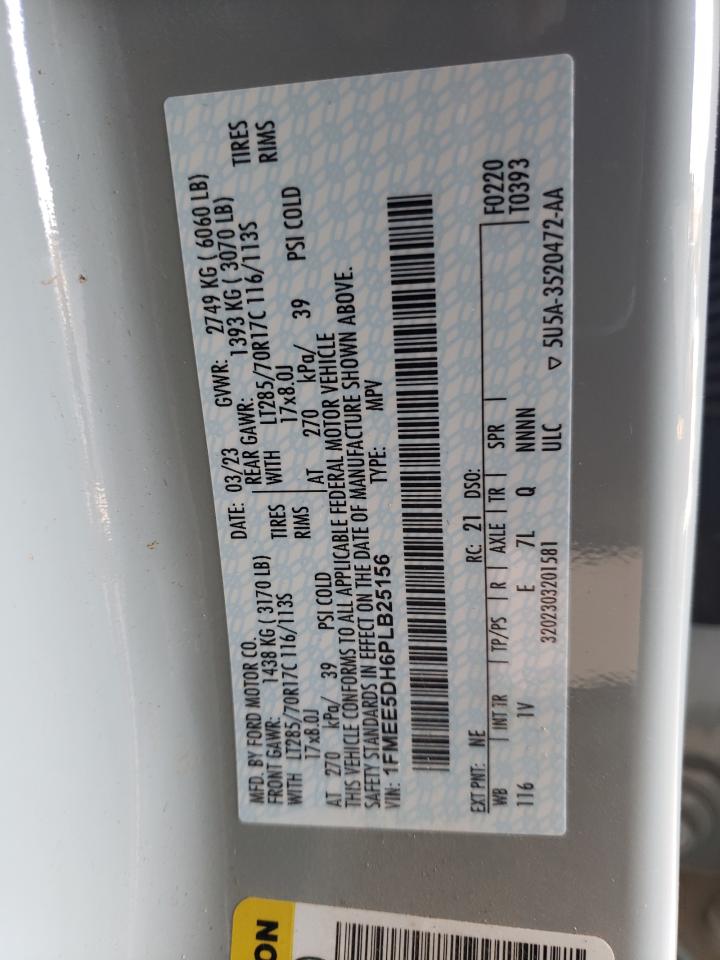 MFD. BY FORD MOTOR CO.
DATE: 03/23 GVWR: 2749 KG ( 6060 LB)
FRONT GAWR: 1438 KG ( 3170 LB)
REAR GAWR: 1393 KG ( 3070 LB)
WITH LT285/70R17C 116/113S TIRES
WITH LT285/70R17C 116/113S TIRES
17x8.0J RIMS
17x8.0J RIMS
AT 270 kPa/ 39 PSI COLD
AT 270 kPa/ 39 PSI COLD
THIS VEHICLE CONFORMS TO ALL APPLICABLE FEDERAL MOTOR VEHICLE
SAFETY STANDARDS IN EFFECT ON THE DATE OF MANUFACTURE SHOWN ABOVE.
VIN: 1FMEE5DH6PLB25156 TYPE: MPV
EXT PNT: NE RC: 21 DSO: F0220
WB INT TR TP/PS R AXLE TR SPR T0393
116 1V E 7L Q NNNN
3202303201581 ULC ▽ 5U5A-3520472-AA
ON